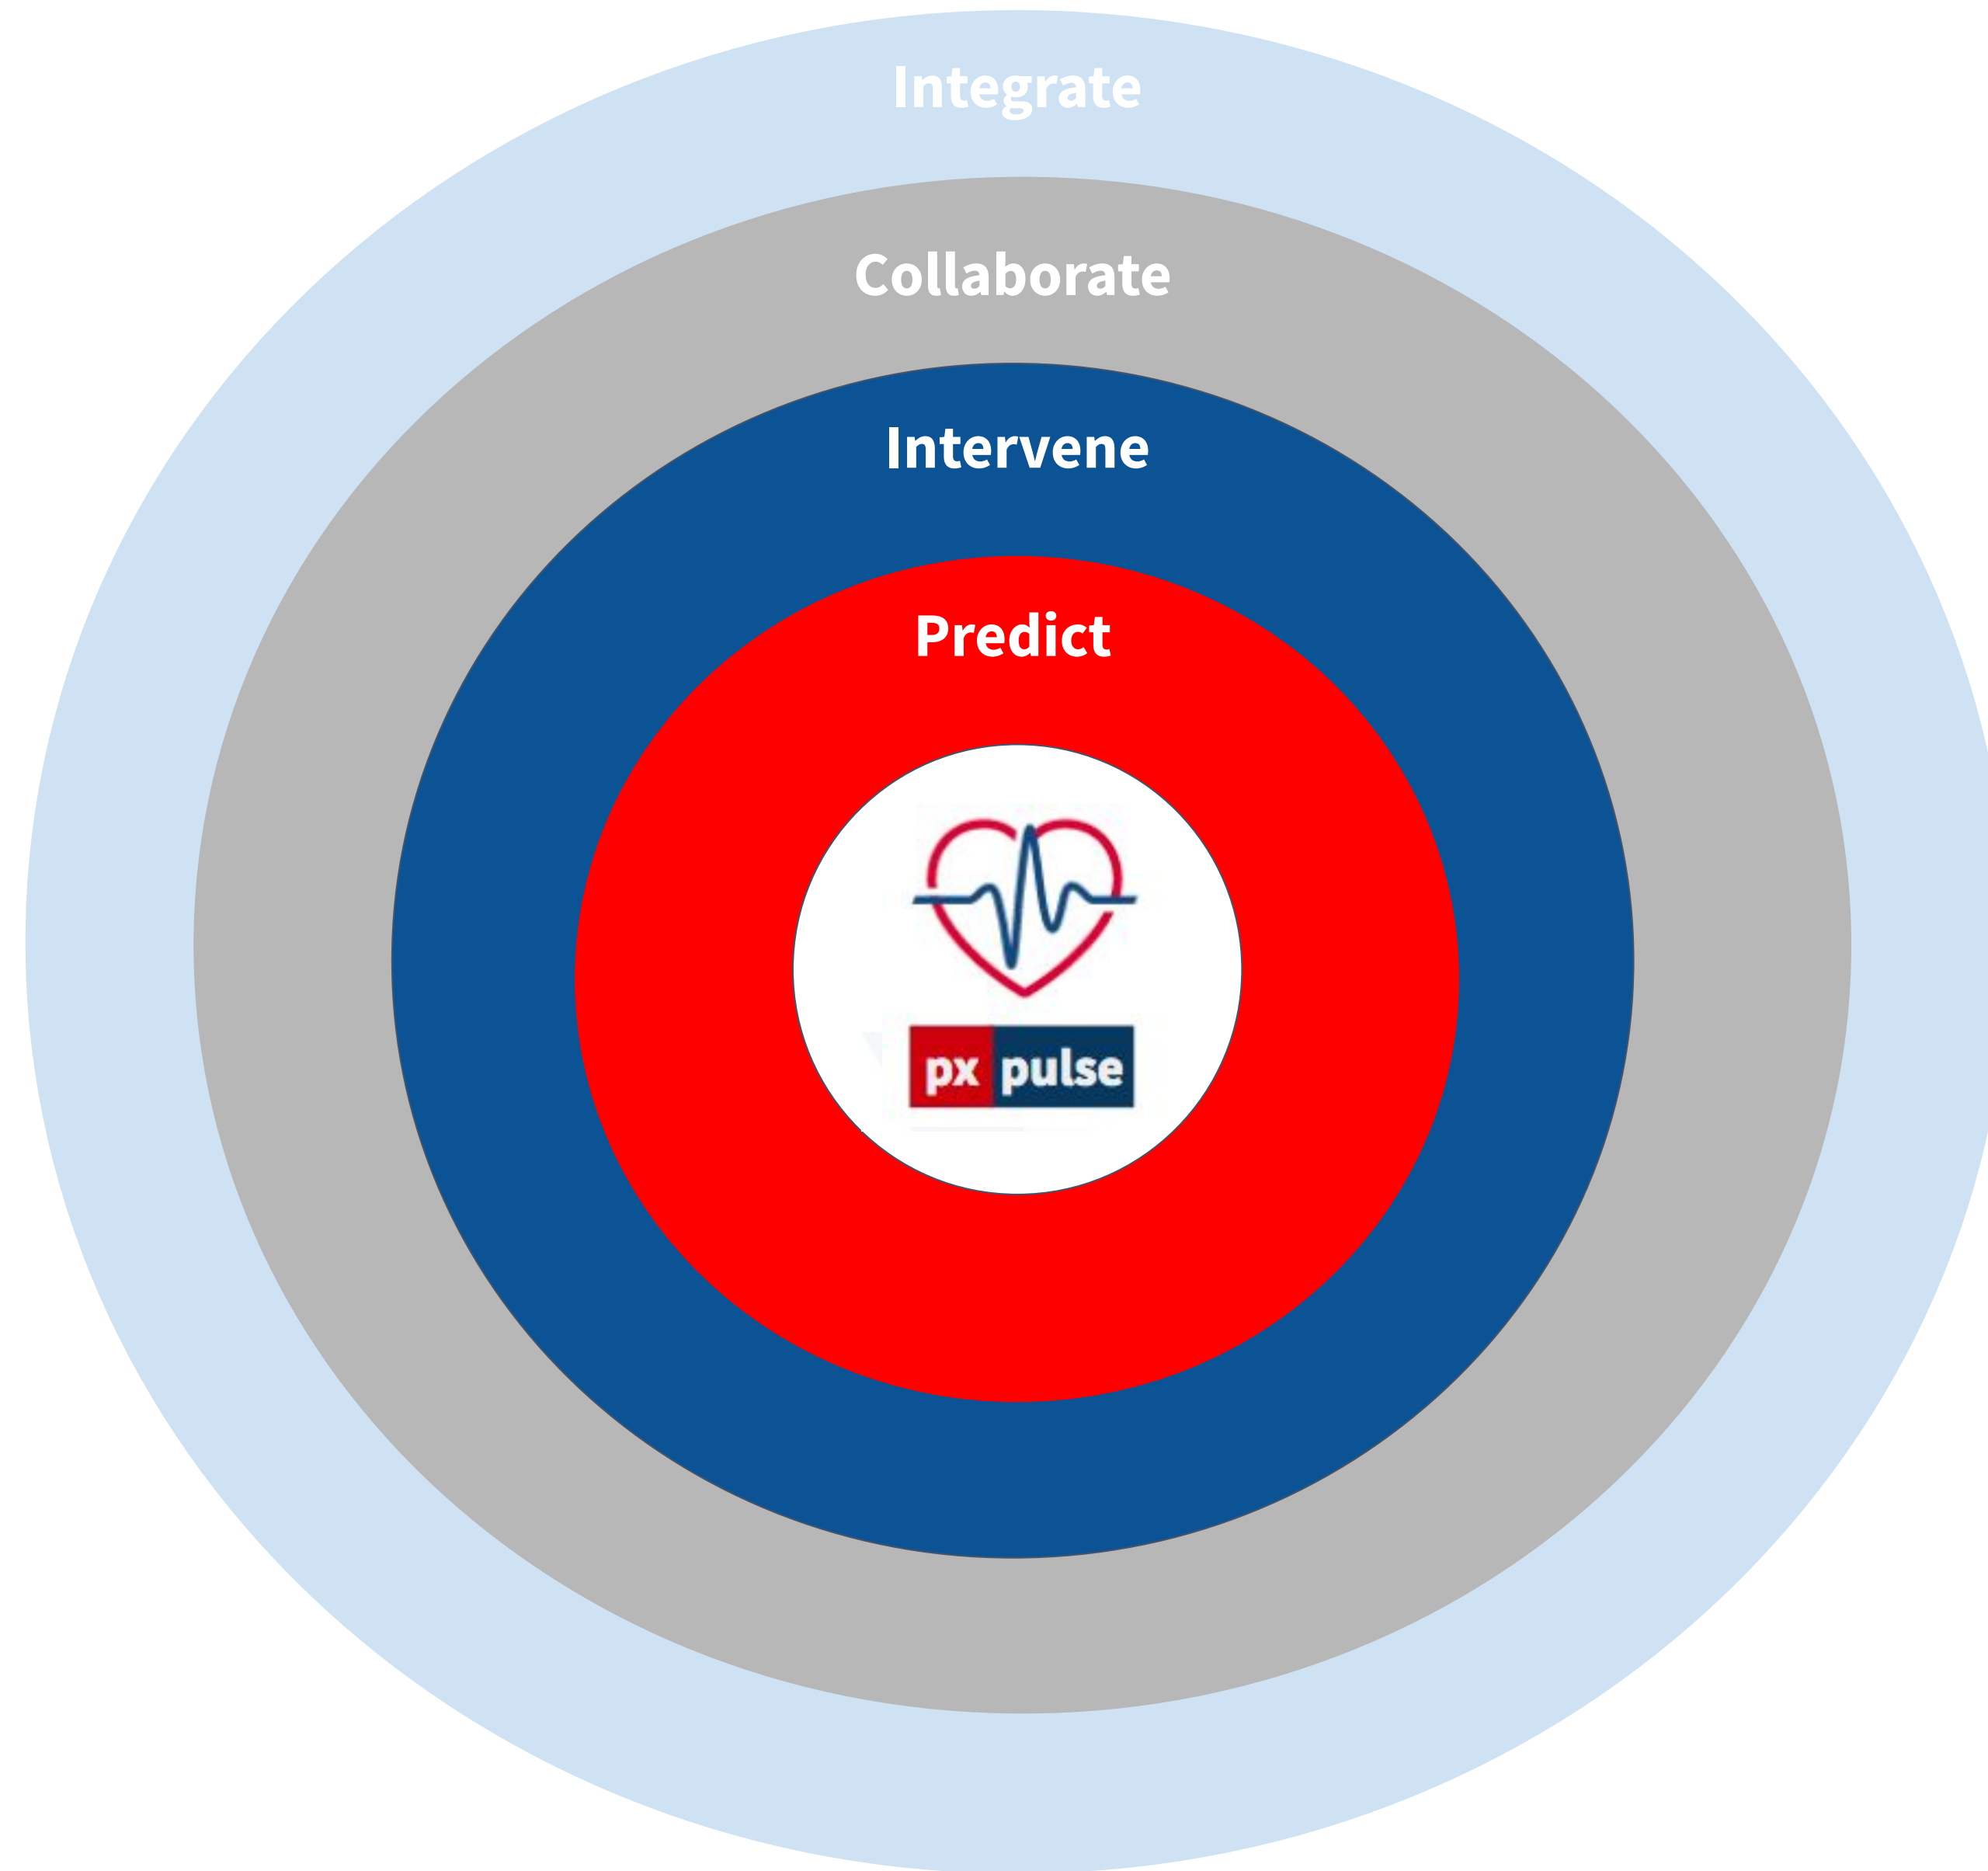 Integrate
Collaborate
Intervene
Predict
px pulse